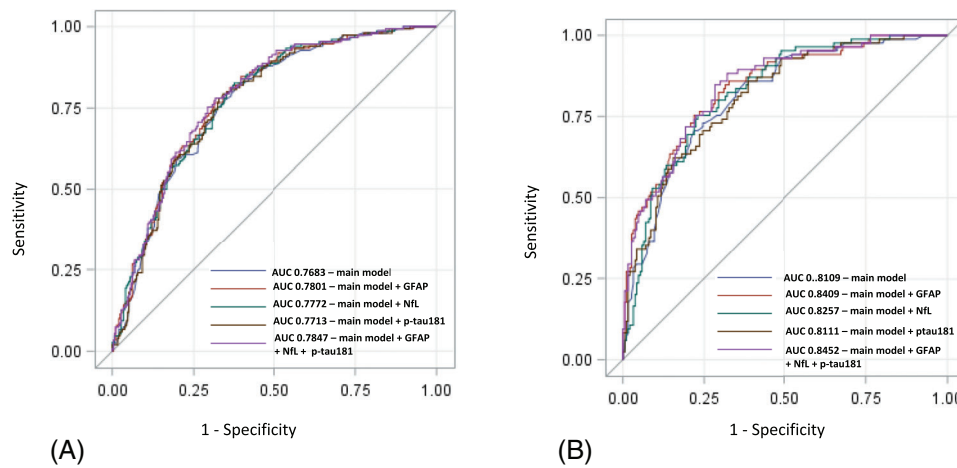 1.00
0.75
0.50
0.25
0.00
Sensitivity
AUC 0.7683 – main model
AUC 0.7801 – main model + GFAP
AUC 0.7772 – main model + NfL
AUC 0.7713 – main model + p-tau181
AUC 0.7847 – main model + GFAP
+ NfL + p-tau181
0.00 0.25 0.50 0.75 1.00
1 - Specificity
(A)
1.00
0.75
0.50
0.25
0.00
Sensitivity
AUC 0..8109 – main model
AUC 0.8409 – main model + GFAP
AUC 0.8257 – main model + NfL
AUC 0.8111 – main model + ptau181
AUC 0.8452 – main model + GFAP
+ NfL + p-tau181
0.00 0.25 0.50 0.75 1.0
1 - Specificity
(B)